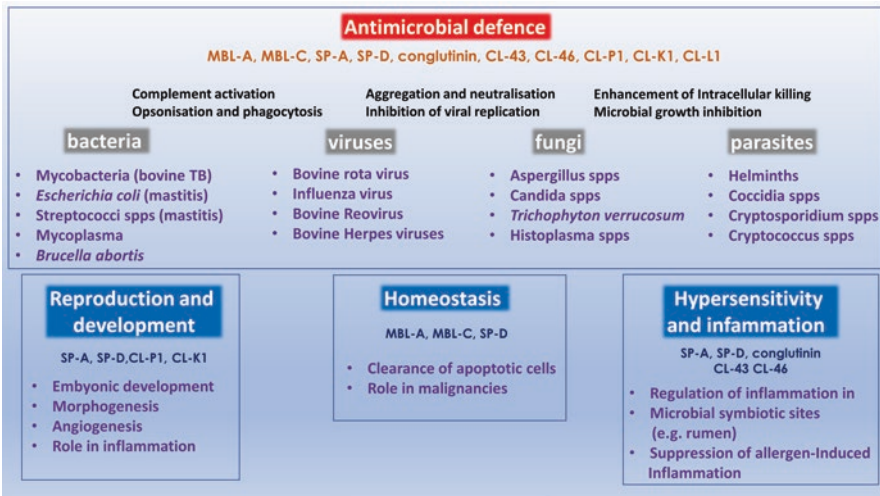 Antimicrobial defence
MBL-A, MBL-C, SP-A, SP-D, conglutinin, CL-43, CL-46, CL-P1, CL-K1, CL-L1
Complement activation
Opsonisation and phagocytosis
Aggregation and neutralisation
Inhibition of viral replication
Enhancement of Intracellular killing
Microbial growth inhibition
bacteria
• Mycobacteria (bovine TB)
• Escherichia coli (mastitis)
• Streptococci spps (mastitis)
• Mycoplasma
• Brucella abortis
viruses
• Bovine rota virus
• Influenza virus
• Bovine Reovirus
• Bovine Herpes viruses
fungi
• Aspergillus spps
• Candida spps
• Trichophyton verrucosum
• Histoplasma spps
parasites
• Helminths
• Coccidia spps
• Cryptosporidium spps
• Cryptococcus spps
Reproduction and
development
SP-A, SP-D,CL-P1, CL-K1
• Embyonic development
• Morphogenesis
• Angiogenesis
• Role in inflammation
Homeostasis
MBL-A, MBL-C, SP-D
• Clearance of apoptotic cells
• Role in malignancies
Hypersensitivity
and infammation
SP-A, SP-D, conglutinin
CL-43 CL-46
• Regulation of inflammation in
• Microbial symbiotic sites
(e.g. rumen)
• Suppression of allergen-Induced
Inflammation